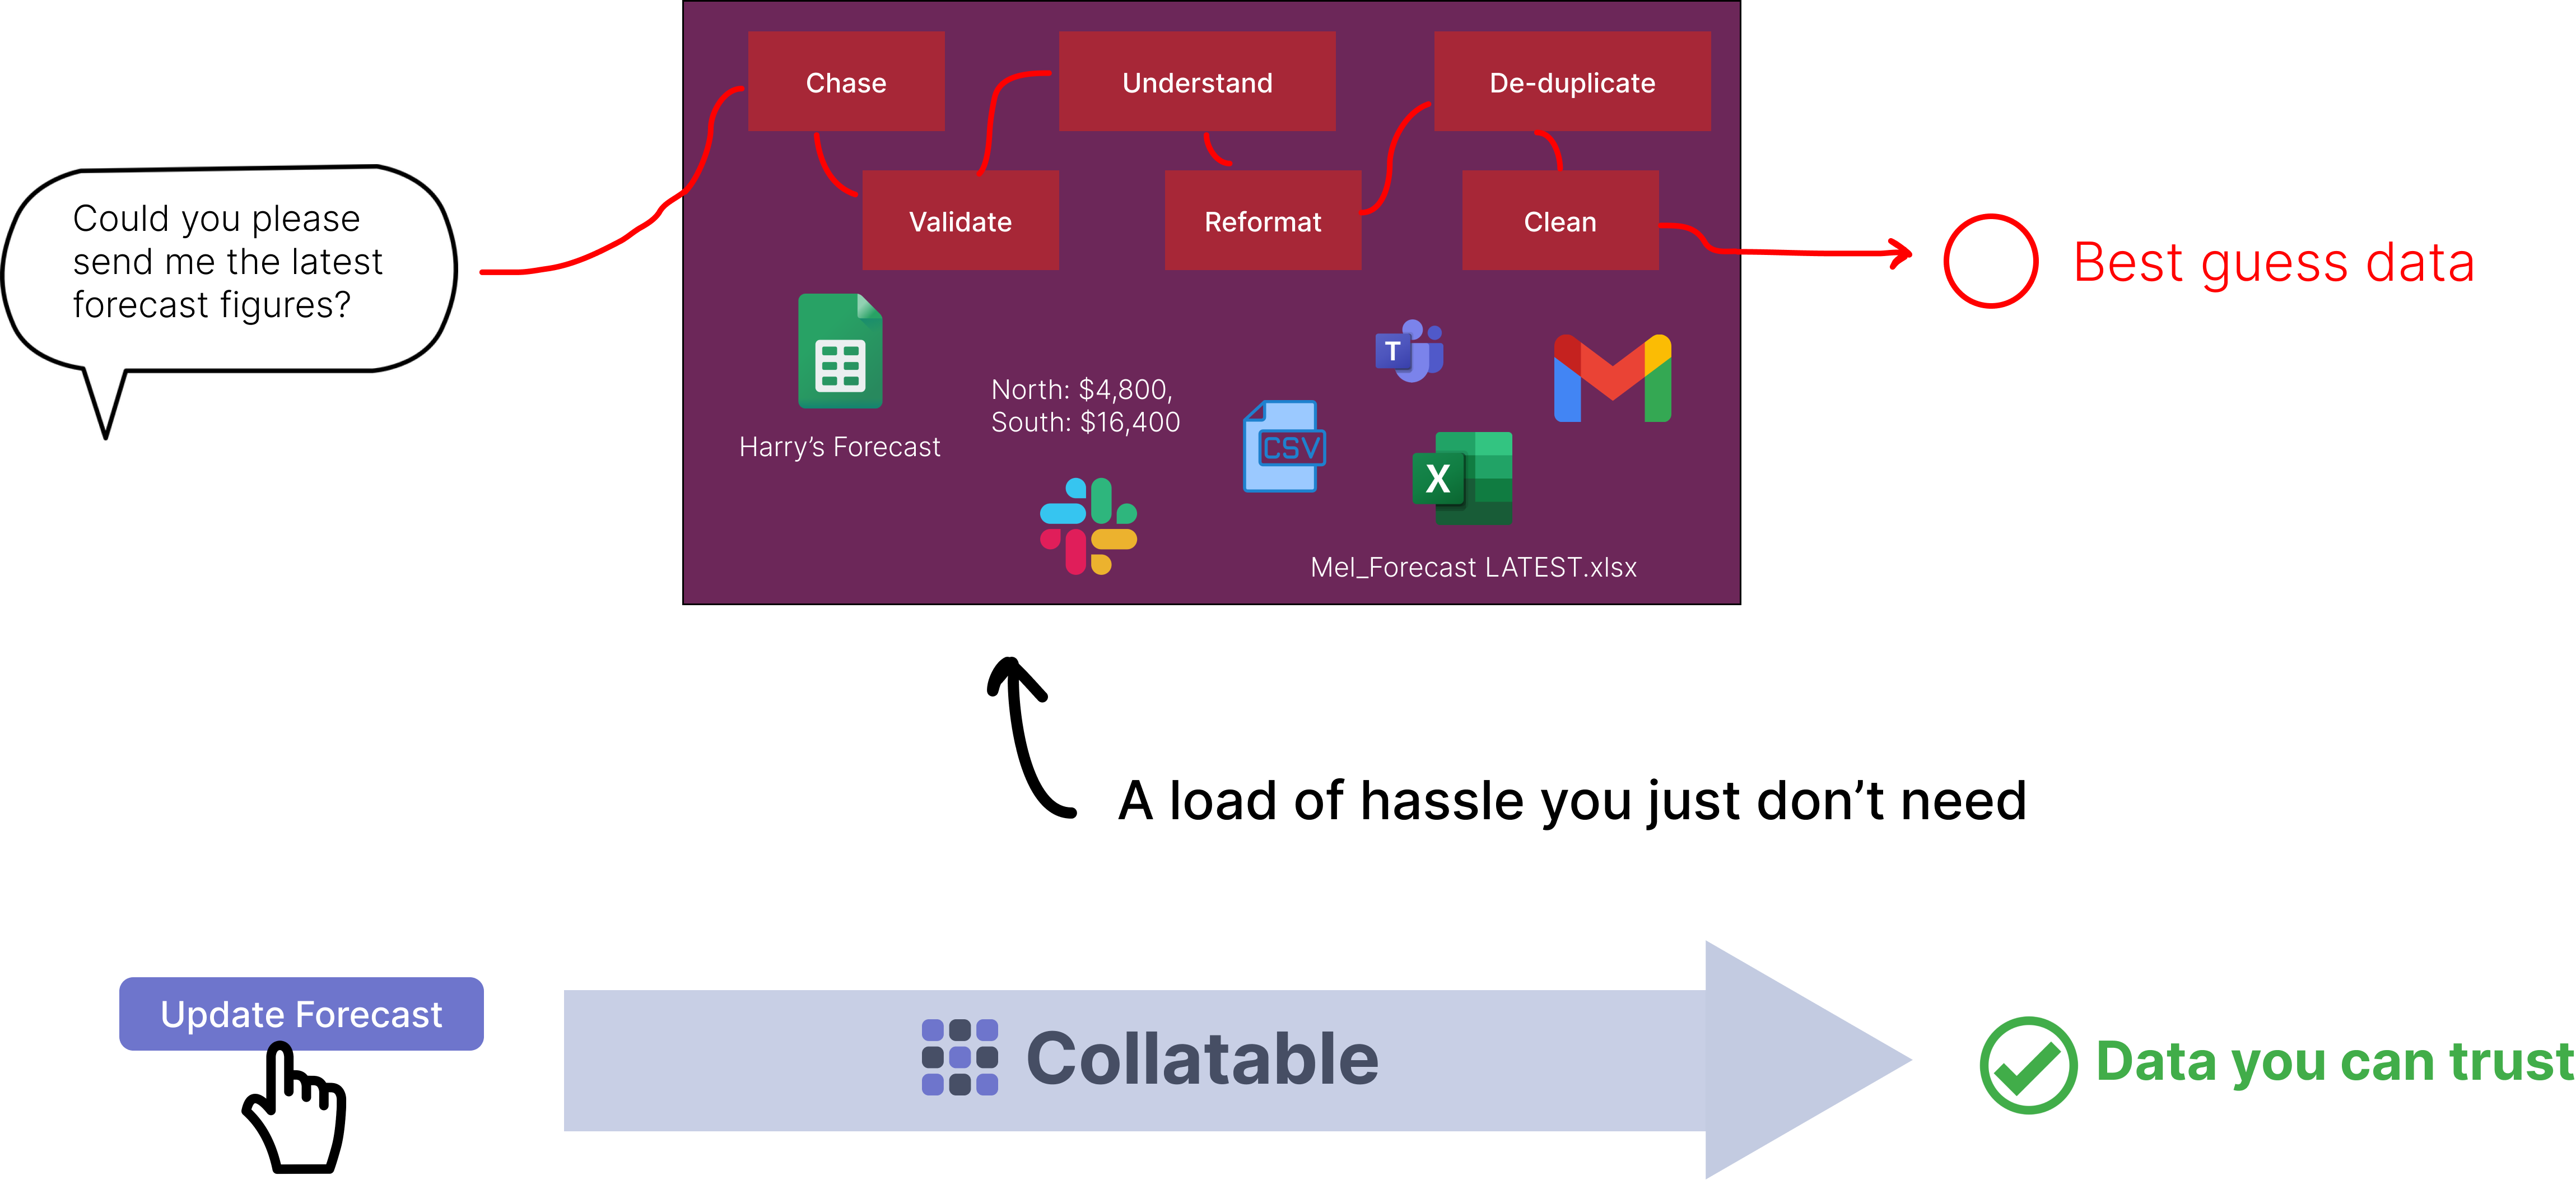 Chase
Understand
De-duplicate
Validate
Reformat
Clean
Could you please
send me the latest
forecast figures?
Best guess data
Harry’s Forecast
North: $4,800,
South: $16,400
T
CSV
X
Mel_Forecast LATEST.xlsx
A load of hassle you just don’t need
Update Forecast
Collatable
Data you can trust